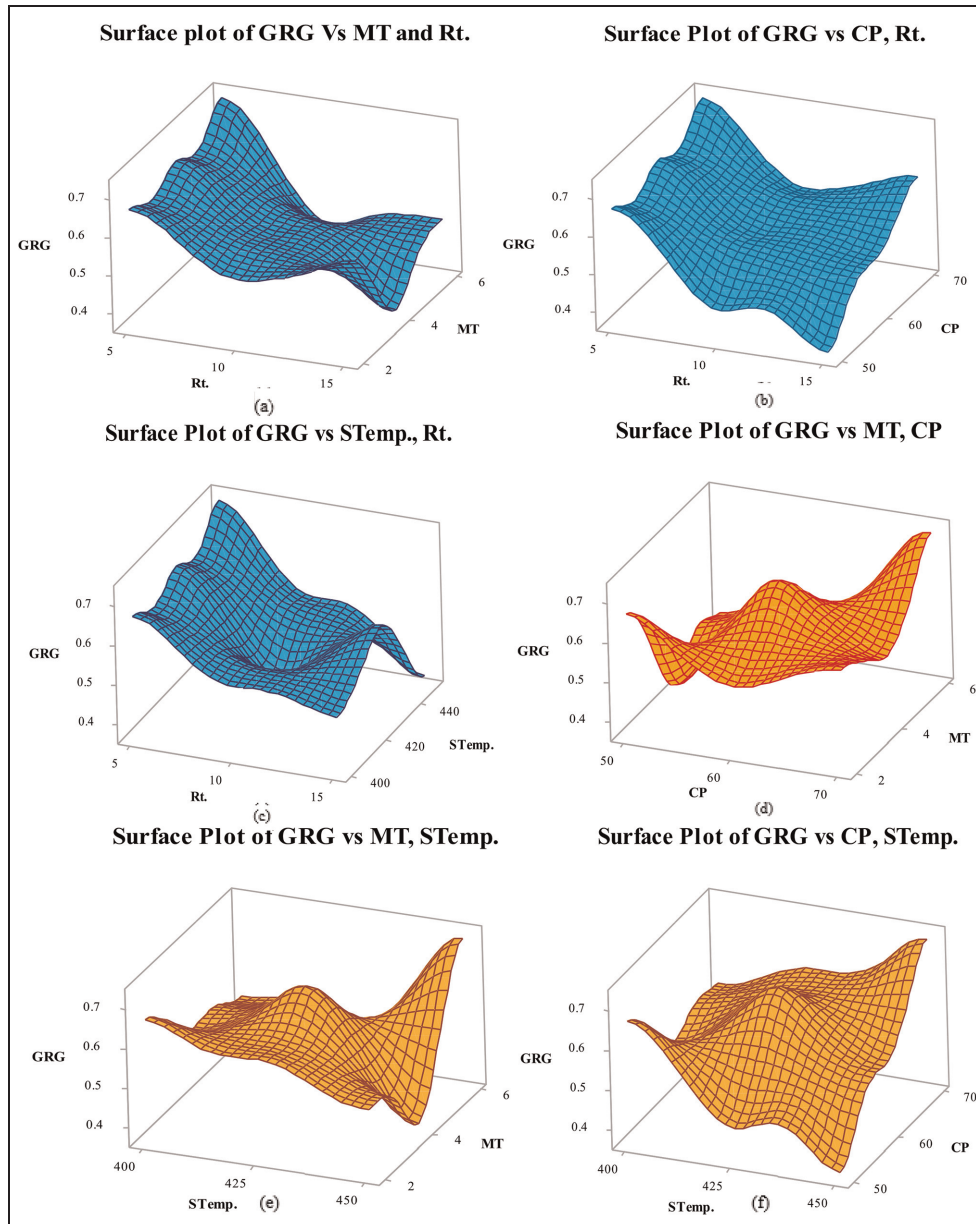 Surface plot of GRG Vs MT and Rt.
0.7
0.6
GRG
0.5
0.4
5
10
15
Rt.
2
4
6
MT
(a)
Surface Plot of GRG vs CP, Rt.
0.7
0.6
GRG
0.5
0.4
5
10
15
Rt.
50
60
70
CP
(b)
Surface Plot of GRG vs STemp., Rt.
0.7
0.6
GRG
0.5
0.4
5
10
15
Rt.
400
420
440
STemp.
(c)
Surface Plot of GRG vs MT, CP
0.7
0.6
GRG
0.5
0.4
50
60
70
CP
2
4
6
MT
(d)
Surface Plot of GRG vs MT, STemp.
0.7
0.6
GRG
0.5
0.4
400
425
450
STemp.
2
4
6
MT
(e)
Surface Plot of GRG vs CP, STemp.
0.7
0.6
GRG
0.5
0.4
400
425
450
STemp.
50
60
70
CP
(f)